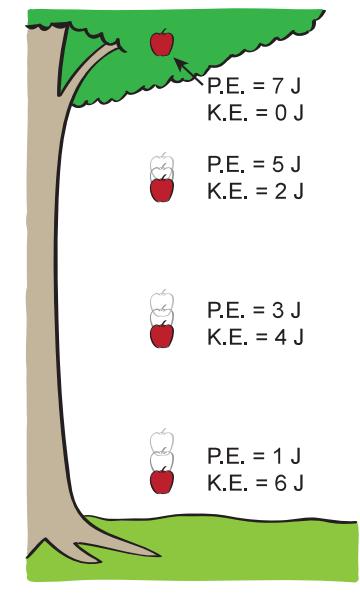 P.E. = 7 J
K.E. = 0 J
P.E. = 5 J
K.E. = 2 J
P.E. = 3 J
K.E. = 4 J
P.E. = 1 J
K.E. = 6 J